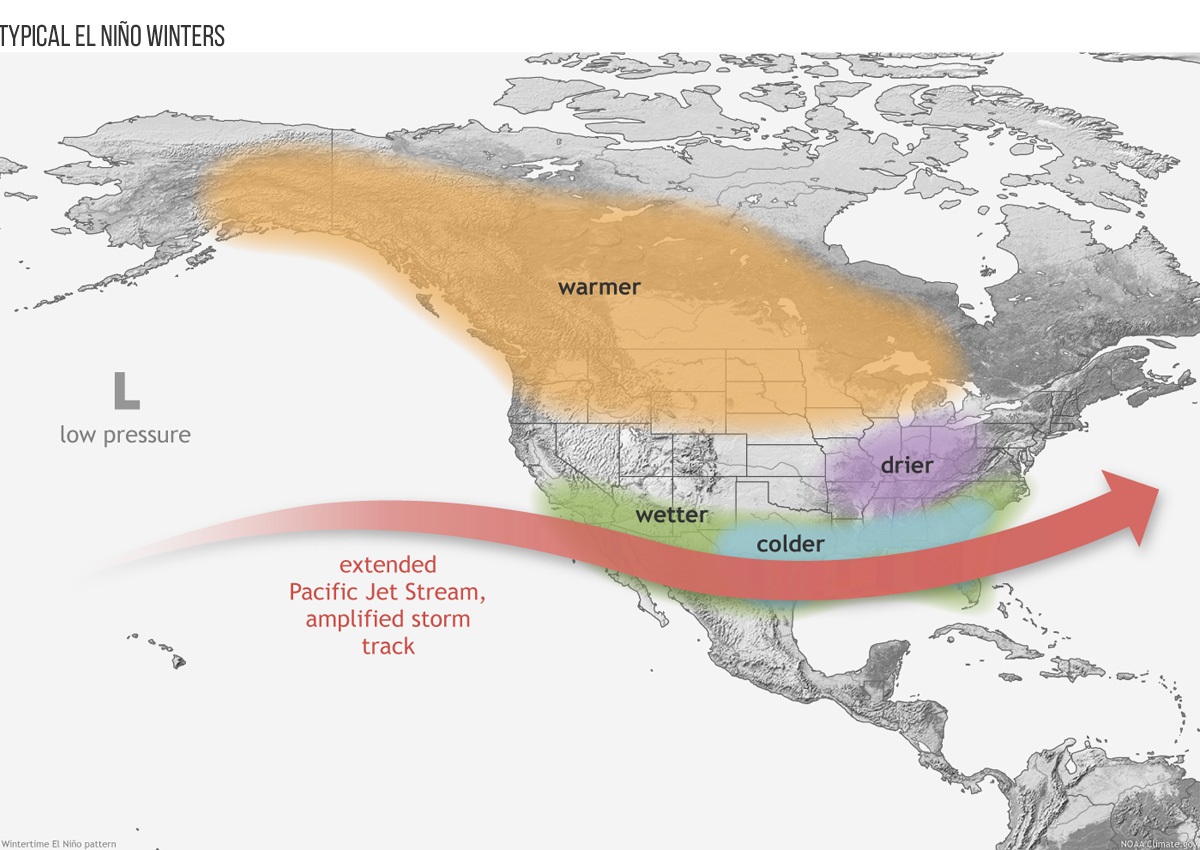 TYPICAL EL NIÑO WINTERS
warmer
L
low pressure
drier
wetter
colder
extended
Pacific Jet Stream,
amplified storm
track
Wintertime El Niño pattern
NOAA Climate.gov